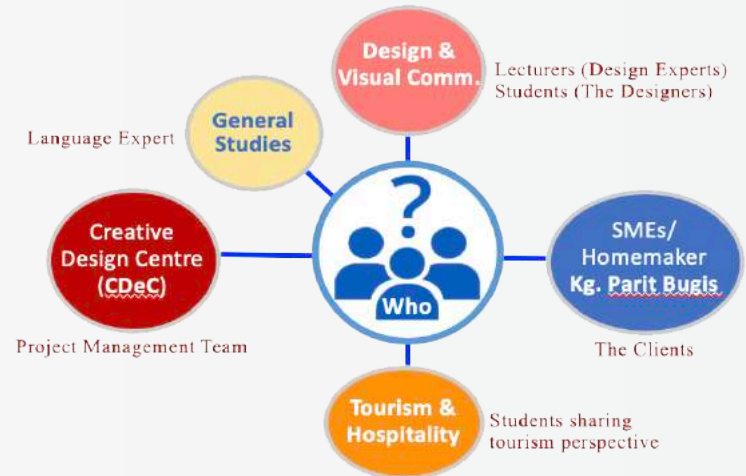 Design &
Visual Comm.
Lecturers (Design Experts)
Students (The Designers)
General
Studies
Language Expert
Creative
Design Centre
(CDeC)
Project Management Team
?
Who
SMEs/
Homemaker
Kg. Parit Bugis
The Clients
Tourism &
Hospitality
Students sharing
tourism perspective